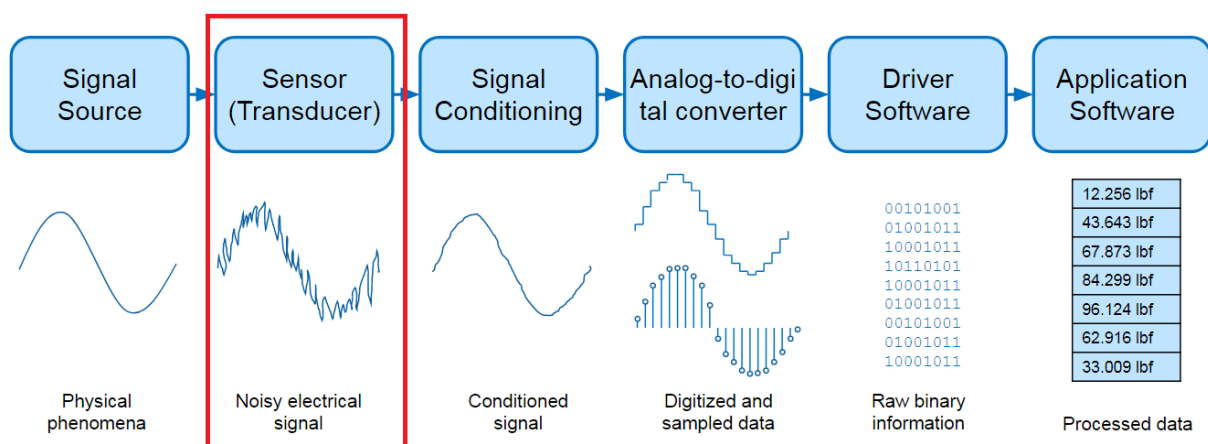 Signal
Source
Sensor
(Transducer)
Signal
Conditioning
Analog-to-digi
tal converter
Driver
Software
Application
Software
00101001
01001011
10001011
10110101
10001011
01001011
00101001
01001011
10001011
12.256 lbf
43.643 lbf
67.873 lbf
84.299 lbf
96.124 lbf
62.916 lbf
33.009 lbf
Physical
phenomena
Noisy electrical
signal
Conditioned
signal
Digitized and
sampled data
Raw binary
information
Processed data